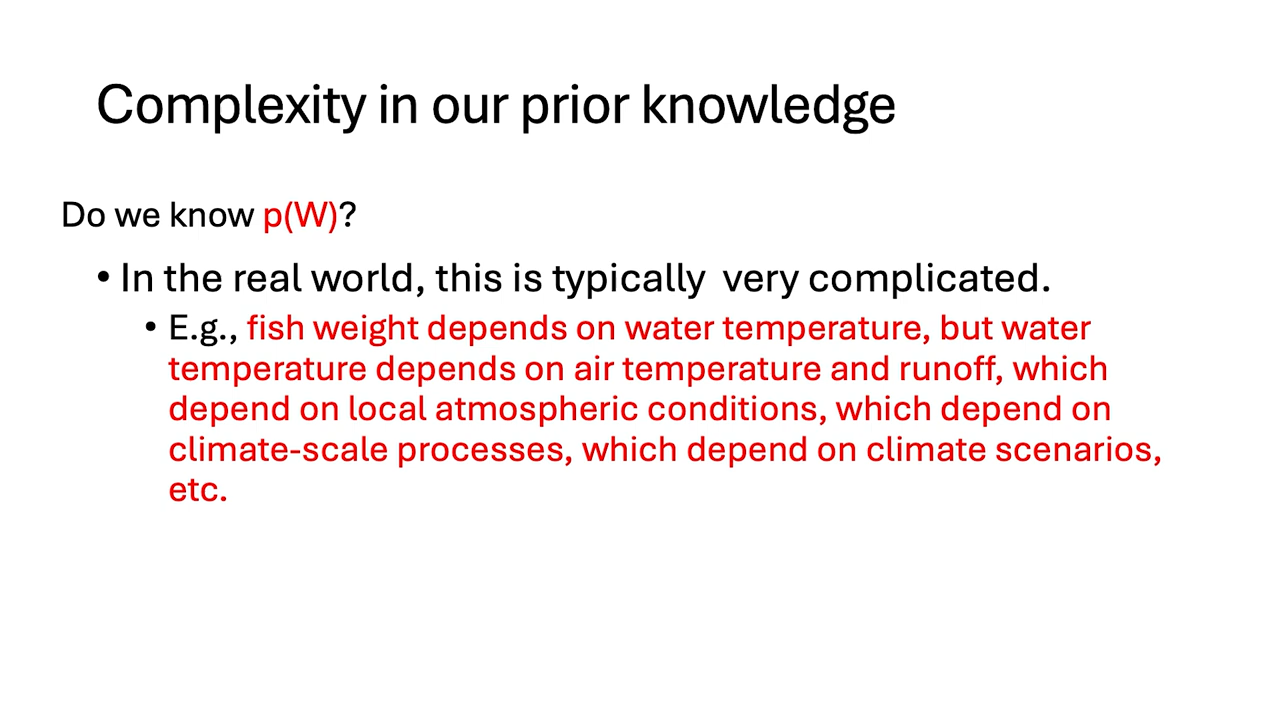 Complexity in our prior knowledge
Do we know p(W)?
• In the real world, this is typically  very complicated.
• E.g., fish weight depends on water temperature, but water
temperature depends on air temperature and runoff, which
depend on local atmospheric conditions, which depend on
climate-scale processes, which depend on climate scenarios,
etc.